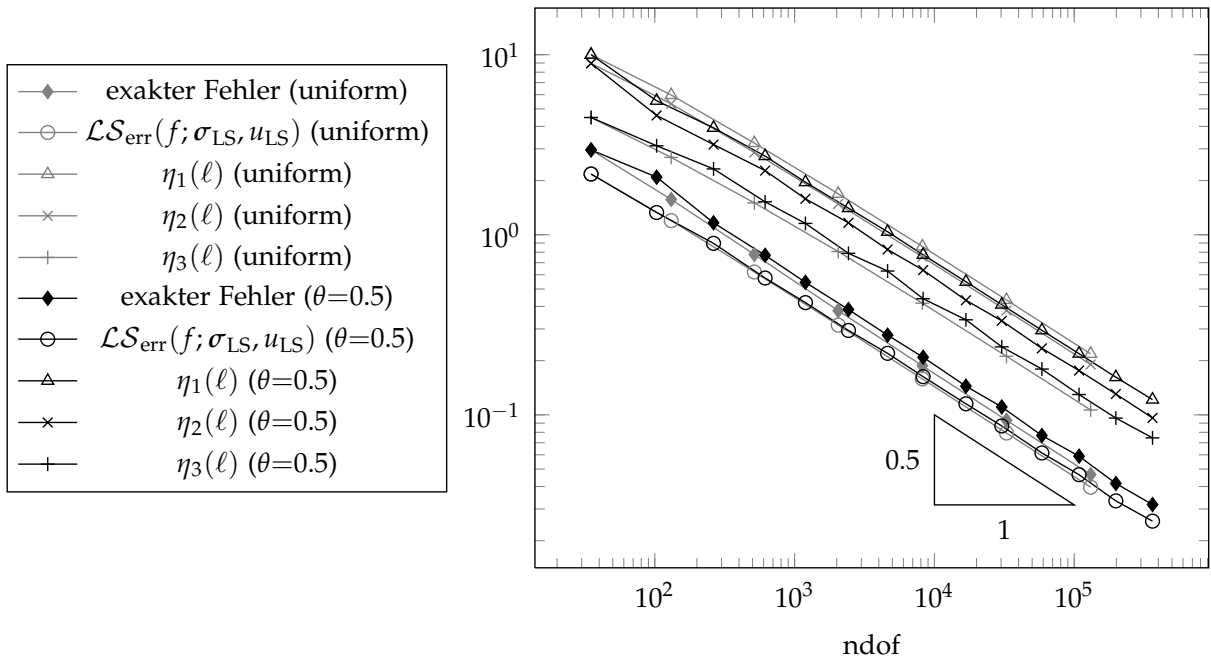 exakter Fehler (uniform)
ℒ𝒮err(f; σLS, uLS) (uniform)
η1(ℓ) (uniform)
η2(ℓ) (uniform)
η3(ℓ) (uniform)
exakter Fehler (θ=0.5)
ℒ𝒮err(f; σLS, uLS) (θ=0.5)
η1(ℓ) (θ=0.5)
η2(ℓ) (θ=0.5)
η3(ℓ) (θ=0.5)
10^1
10^0
10^−1
0.5
1
10^2 10^3 10^4 10^5
ndof